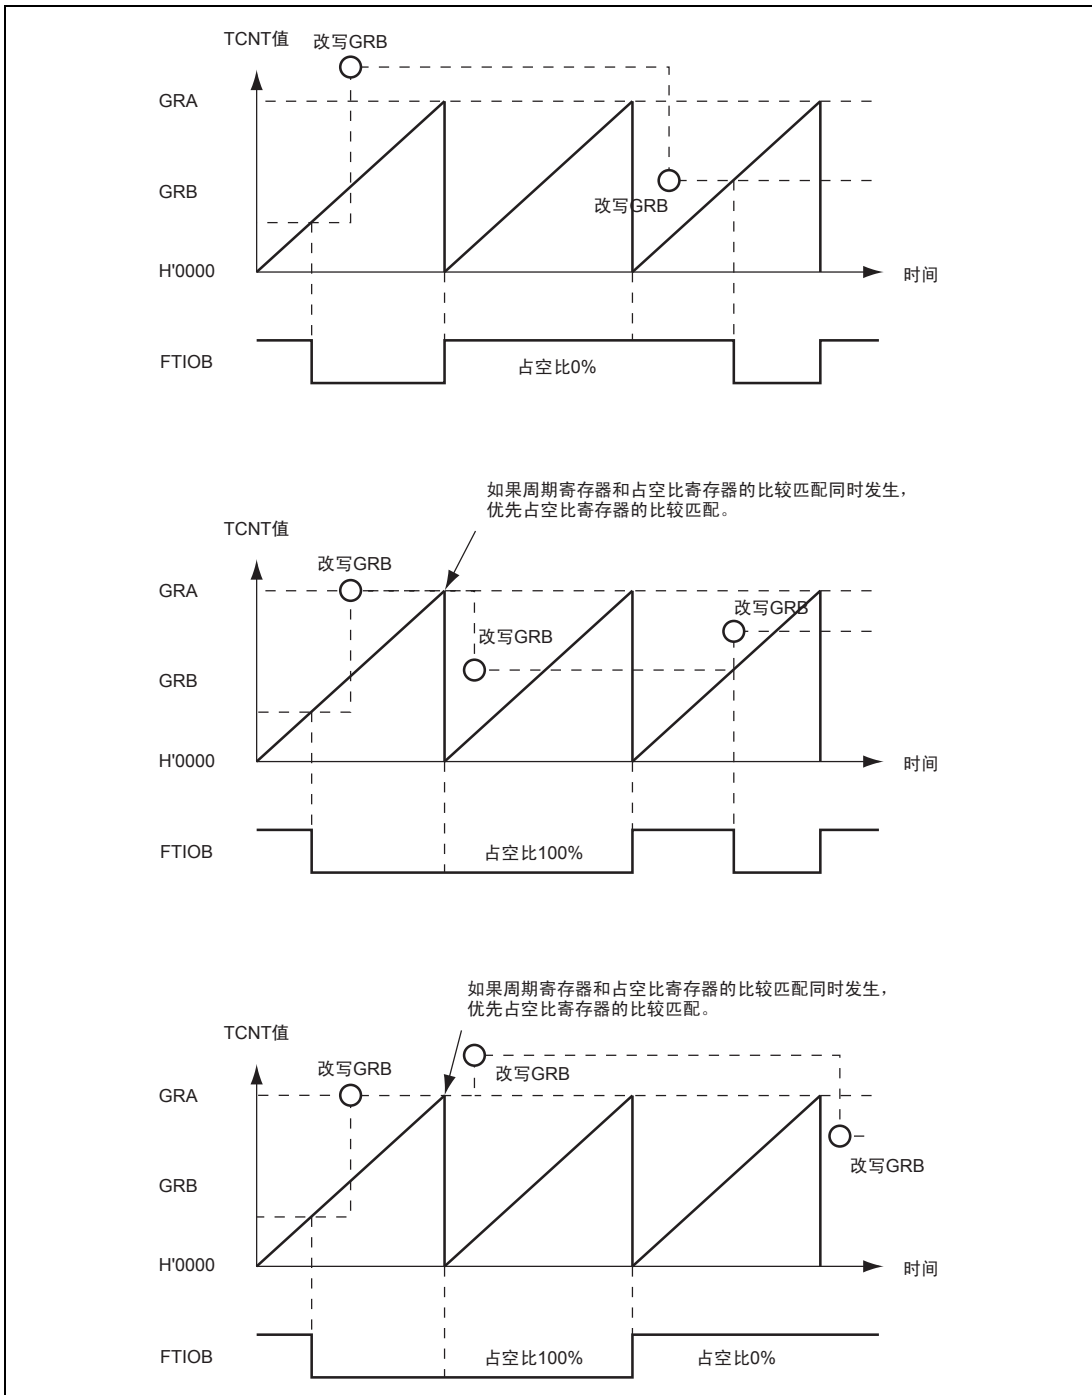 TCNT值
改写GRB
GRA
GRB
改写GRB
H'0000
时间
FTIOB
占空比0%
如果周期寄存器和占空比寄存器的比较匹配同时发生，
优先占空比寄存器的比较匹配。
TCNT值
改写GRB
GRA
改写GRB
改写GRB
GRB
H'0000
时间
FTIOB
占空比100%
如果周期寄存器和占空比寄存器的比较匹配同时发生，
优先占空比寄存器的比较匹配。
TCNT值
改写GRB
改写GRB
GRA
改写GRB
GRB
H'0000
时间
FTIOB
占空比100%
占空比0%